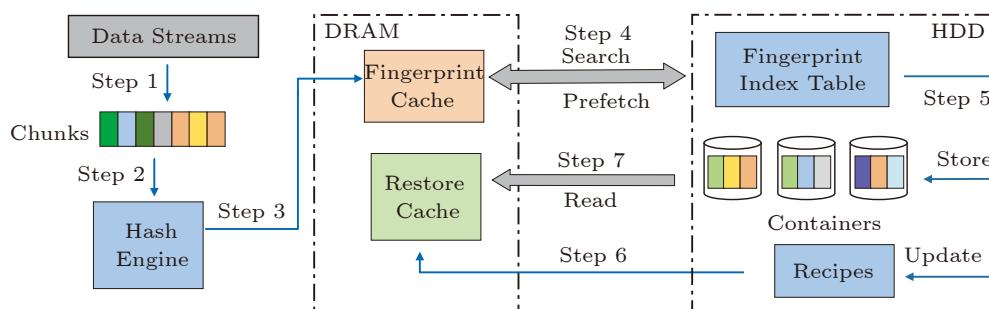 Data Streams
Step 1
Chunks
Step 2
Hash
Engine
Step 3
DRAM
Fingerprint
Cache
Restore
Cache
Step 4
Search
Prefetch
Step 7
Read
Step 6
HDD
Fingerprint
Index Table
Step 5
Store
Containers
Recipes
Update